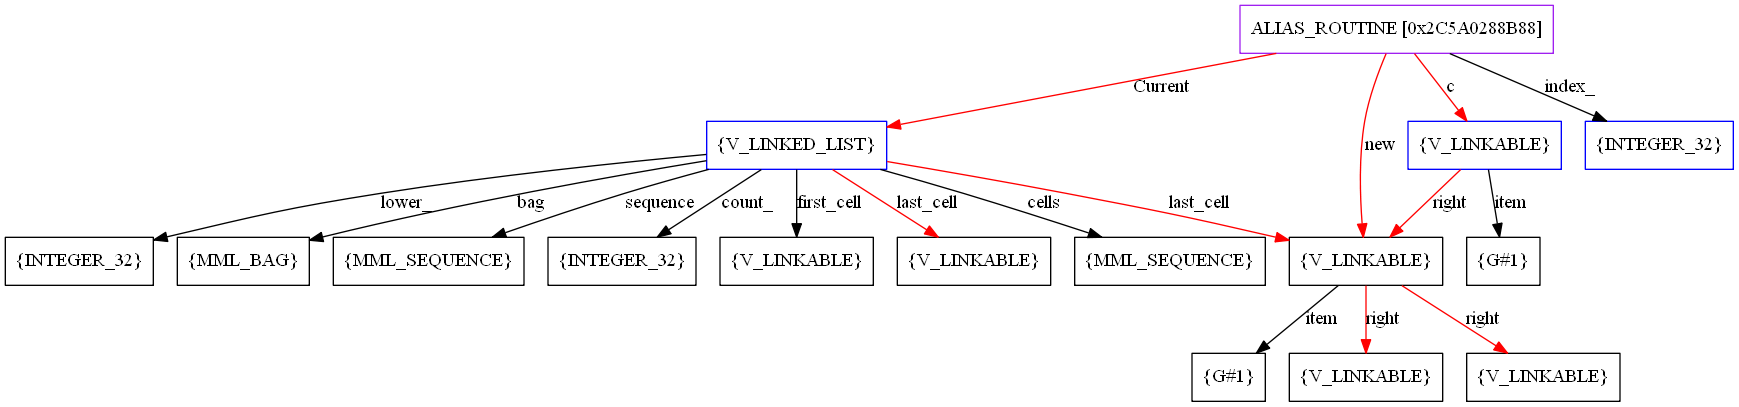 ALIAS_ROUTINE [0x2C5A0288B88]
Current
new
c
index_
{V_LINKED_LIST}
{V_LINKABLE}
{INTEGER_32}
lower_
bag
sequence
count_
first_cell
last_cell
cells
last_cell
right
item
{INTEGER_32}
{MML_BAG}
{MML_SEQUENCE}
{INTEGER_32}
{V_LINKABLE}
{V_LINKABLE}
{MML_SEQUENCE}
{V_LINKABLE}
{G#1}
item
right
right
{G#1}
{V_LINKABLE}
{V_LINKABLE}